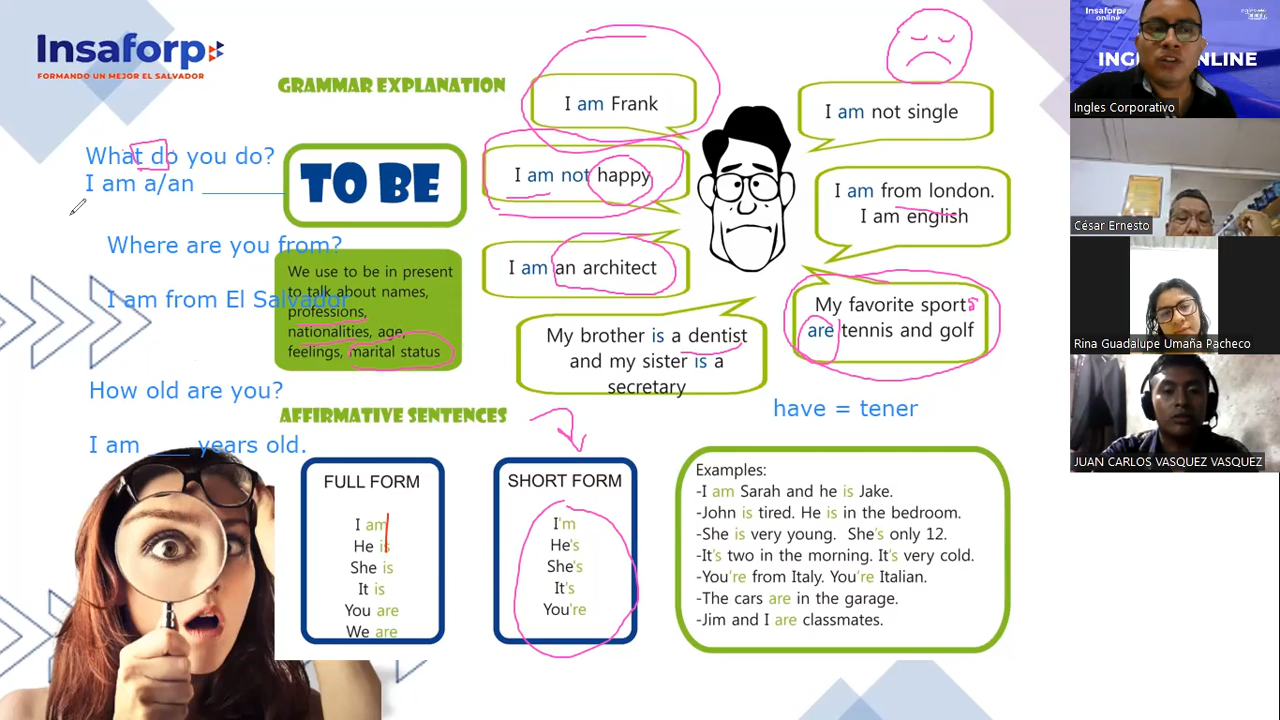 Insaforp
FORMANDO UN MEJOR EL SALVADOR
GRAMMAR EXPLANATION
What do you do?
I am a/an ________
Where are you from?
I am from El Salvador
How old are you?
I am ____ years old.
TO BE
We use to be in present
to talk about names,
professions,
nationalities, age,
feelings, marital status
I am Frank
I am not happy
I am an architect
My brother is a dentist
and my sister is a
secretary
I am not single
I am from london.
I am english
My favorite sports
are tennis and golf
have = tener
AFFIRMATIVE SENTENCES
FULL FORM
I am
He is
She is
It is
You are
We are
SHORT FORM
I'm
He's
She's
It's
You're
Examples:
-I am Sarah and he is Jake.
-John is tired. He is in the bedroom.
-She is very young. She's only 12.
-It's two in the morning. It's very cold.
-You're from Italy. You're Italian.
-The cars are in the garage.
-Jim and I are classmates.
Insaforp
online
Ingles Corporativo
César Ernesto
Rina Guadalupe Umaña Pacheco
JUAN CARLOS VASQUEZ VASQUEZ